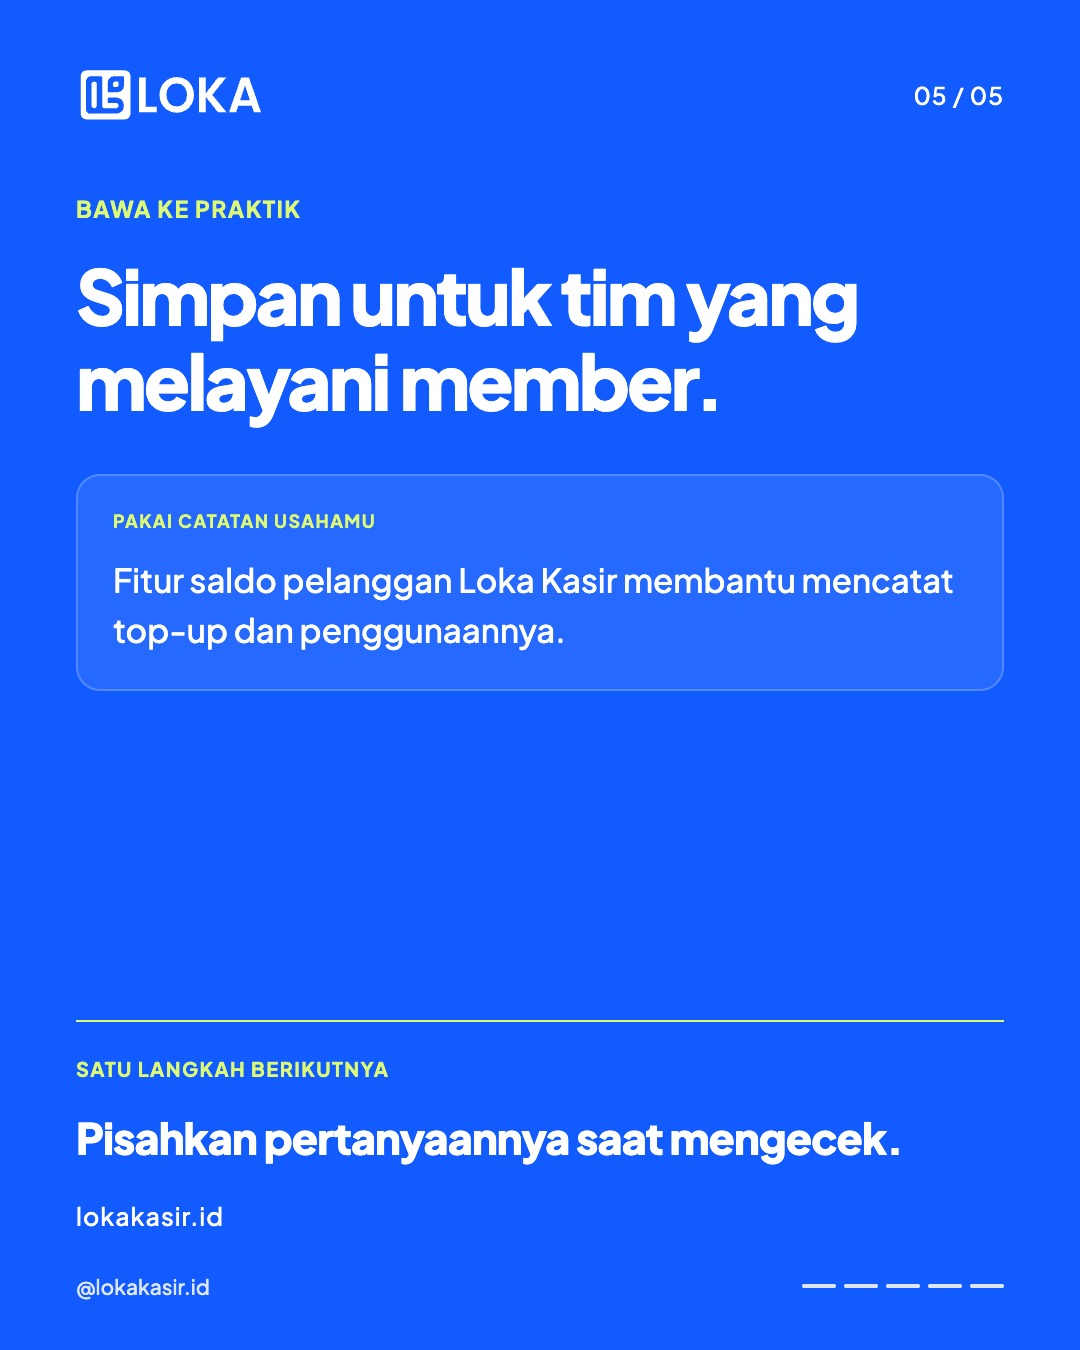 LOKA
05 / 05
BAWA KE PRAKTIK
Simpan untuk tim yang
melayani member.
PAKAI CATATAN USAHAMU
Fitur saldo pelanggan Loka Kasir membantu mencatat
top-up dan penggunaannya.
SATU LANGKAH BERIKUTNYA
Pisahkan pertanyaannya saat mengecek.
lokakasir.id
@lokakasir.id